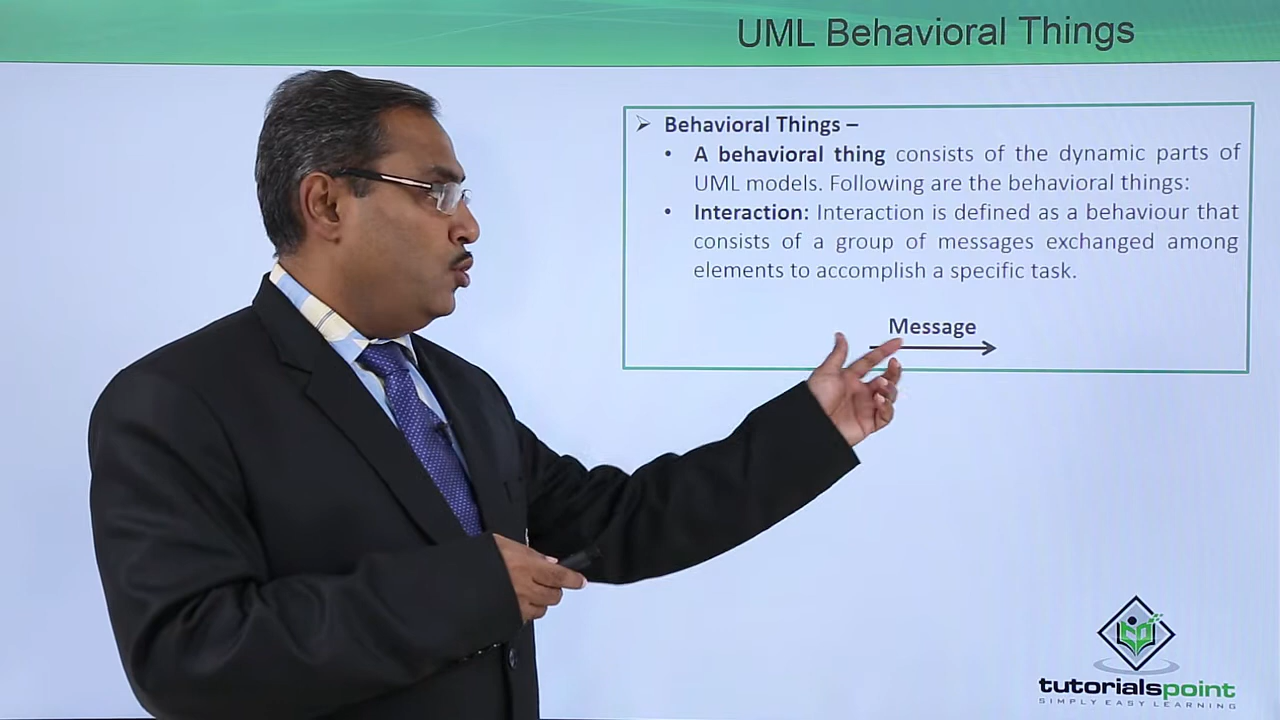 UML Behavioral Things
➢ Behavioral Things –
• A behavioral thing consists of the dynamic parts of
UML models. Following are the behavioral things:
• Interaction: Interaction is defined as a behaviour that
consists of a group of messages exchanged among
elements to accomplish a specific task.
Message
tutorialspoint
SIMPLY EASY LEARNING